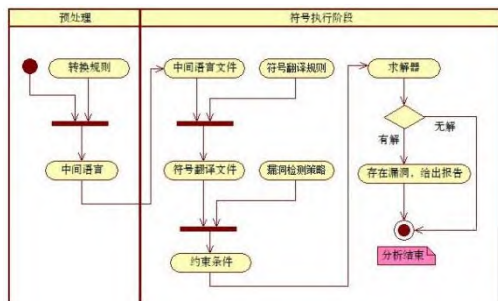 预处理
符号执行阶段
转换规则
中间语言
中间语言文件
符号翻译规则
符号翻译文件
漏洞检测策略
约束条件
求解器
有解
无解
存在漏洞，给出报告
分析结束